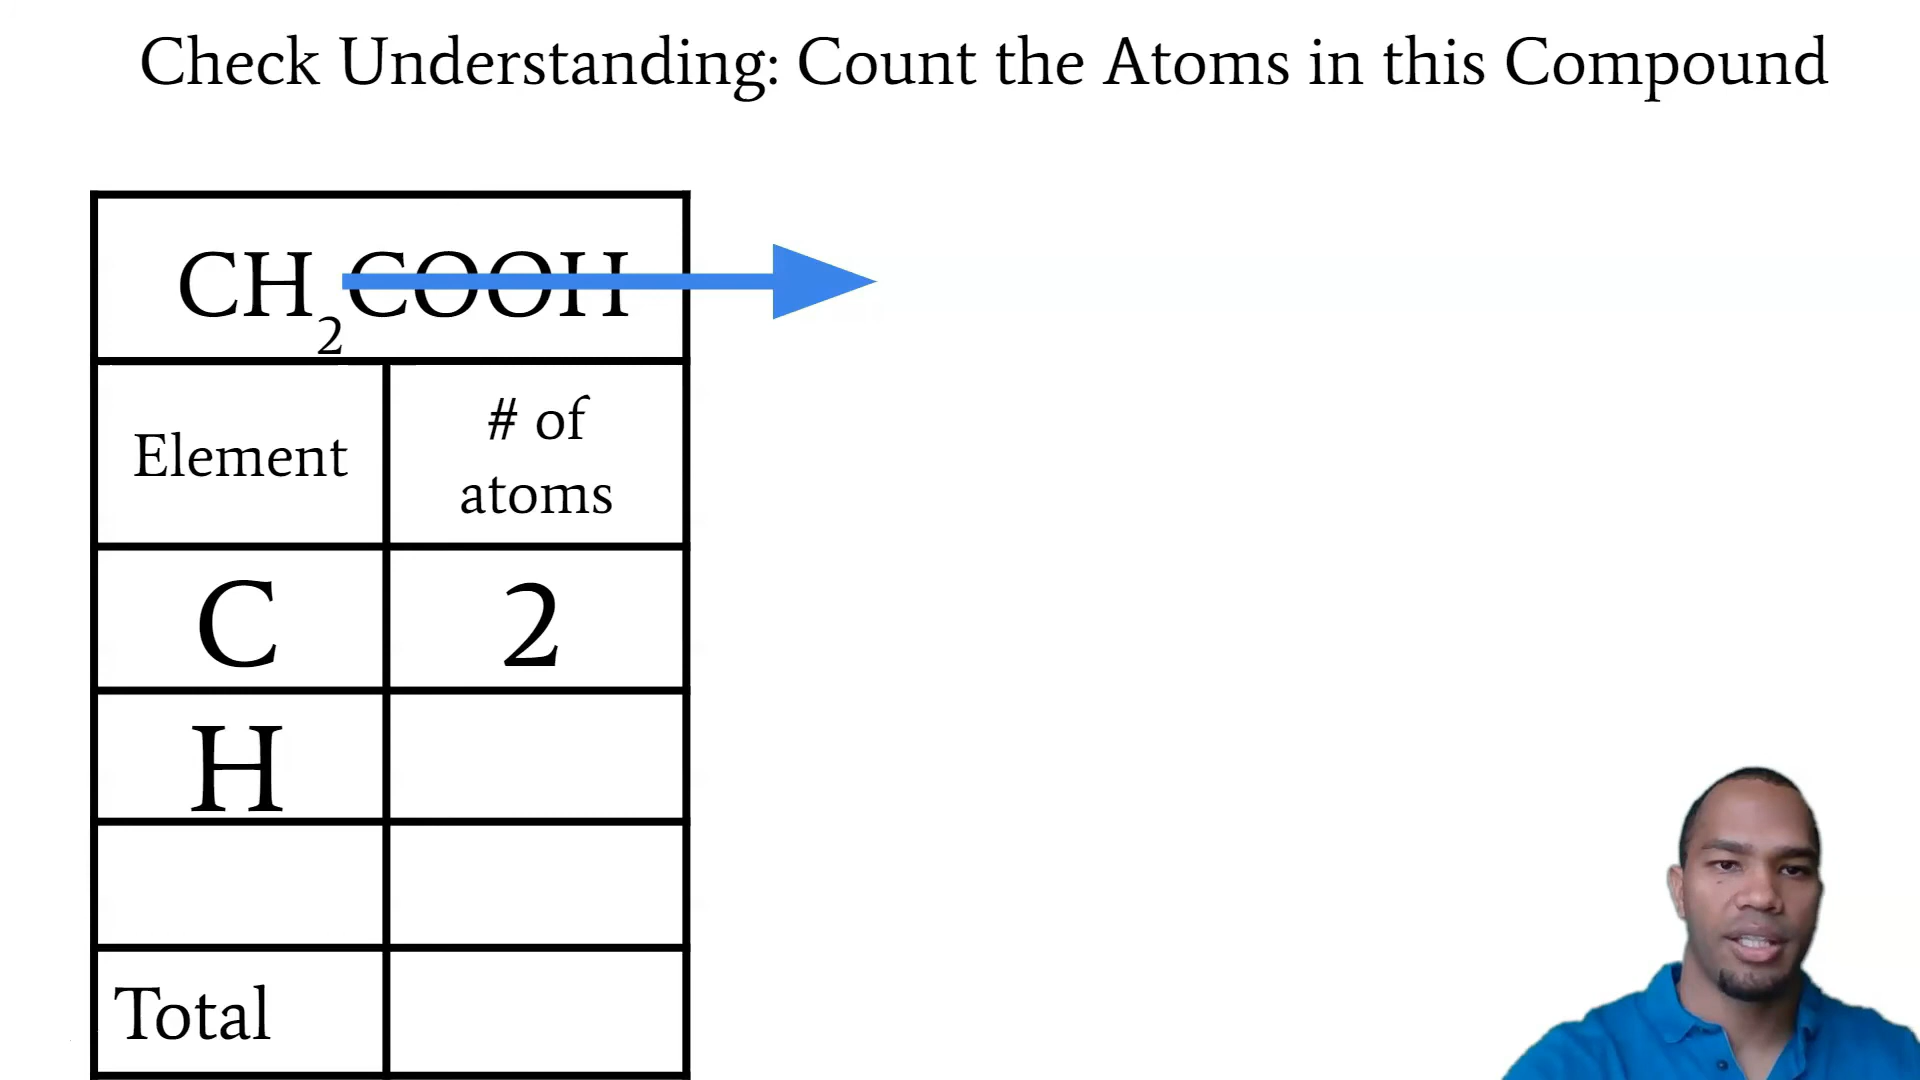 Check Understanding: Count the Atoms in this Compound
CH₂COOH
Element
# of
atoms
C
2
H
Total